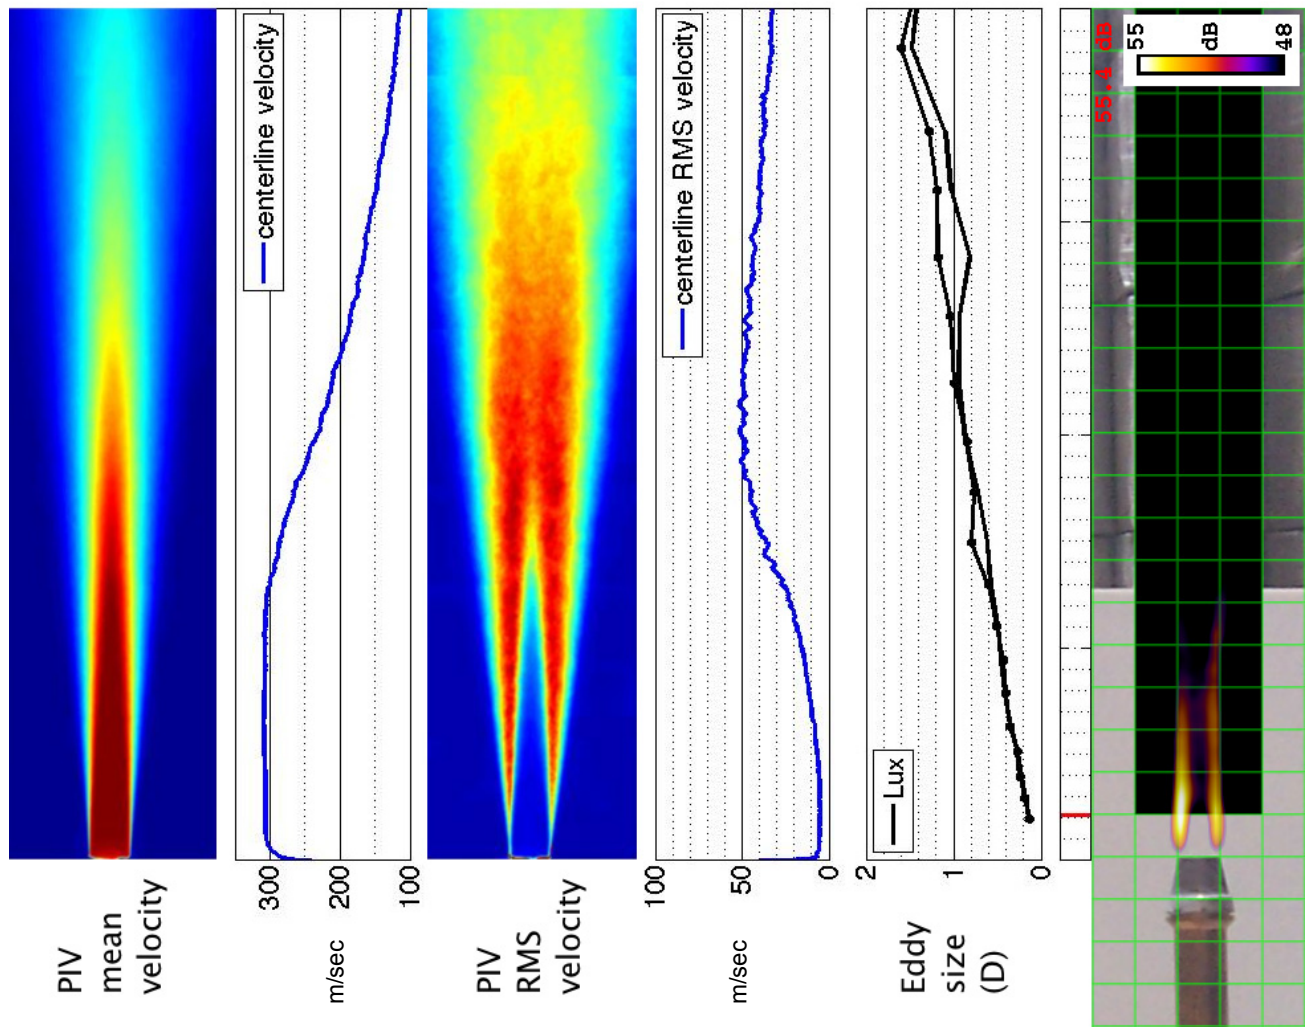 PIV
mean
velocity
m/sec
300
200
100
centerline velocity
PIV
RMS
velocity
m/sec
100
50
0
centerline RMS velocity
Eddy
size
(D)
2
1
0
Lux
55.4 dB
55
dB
48